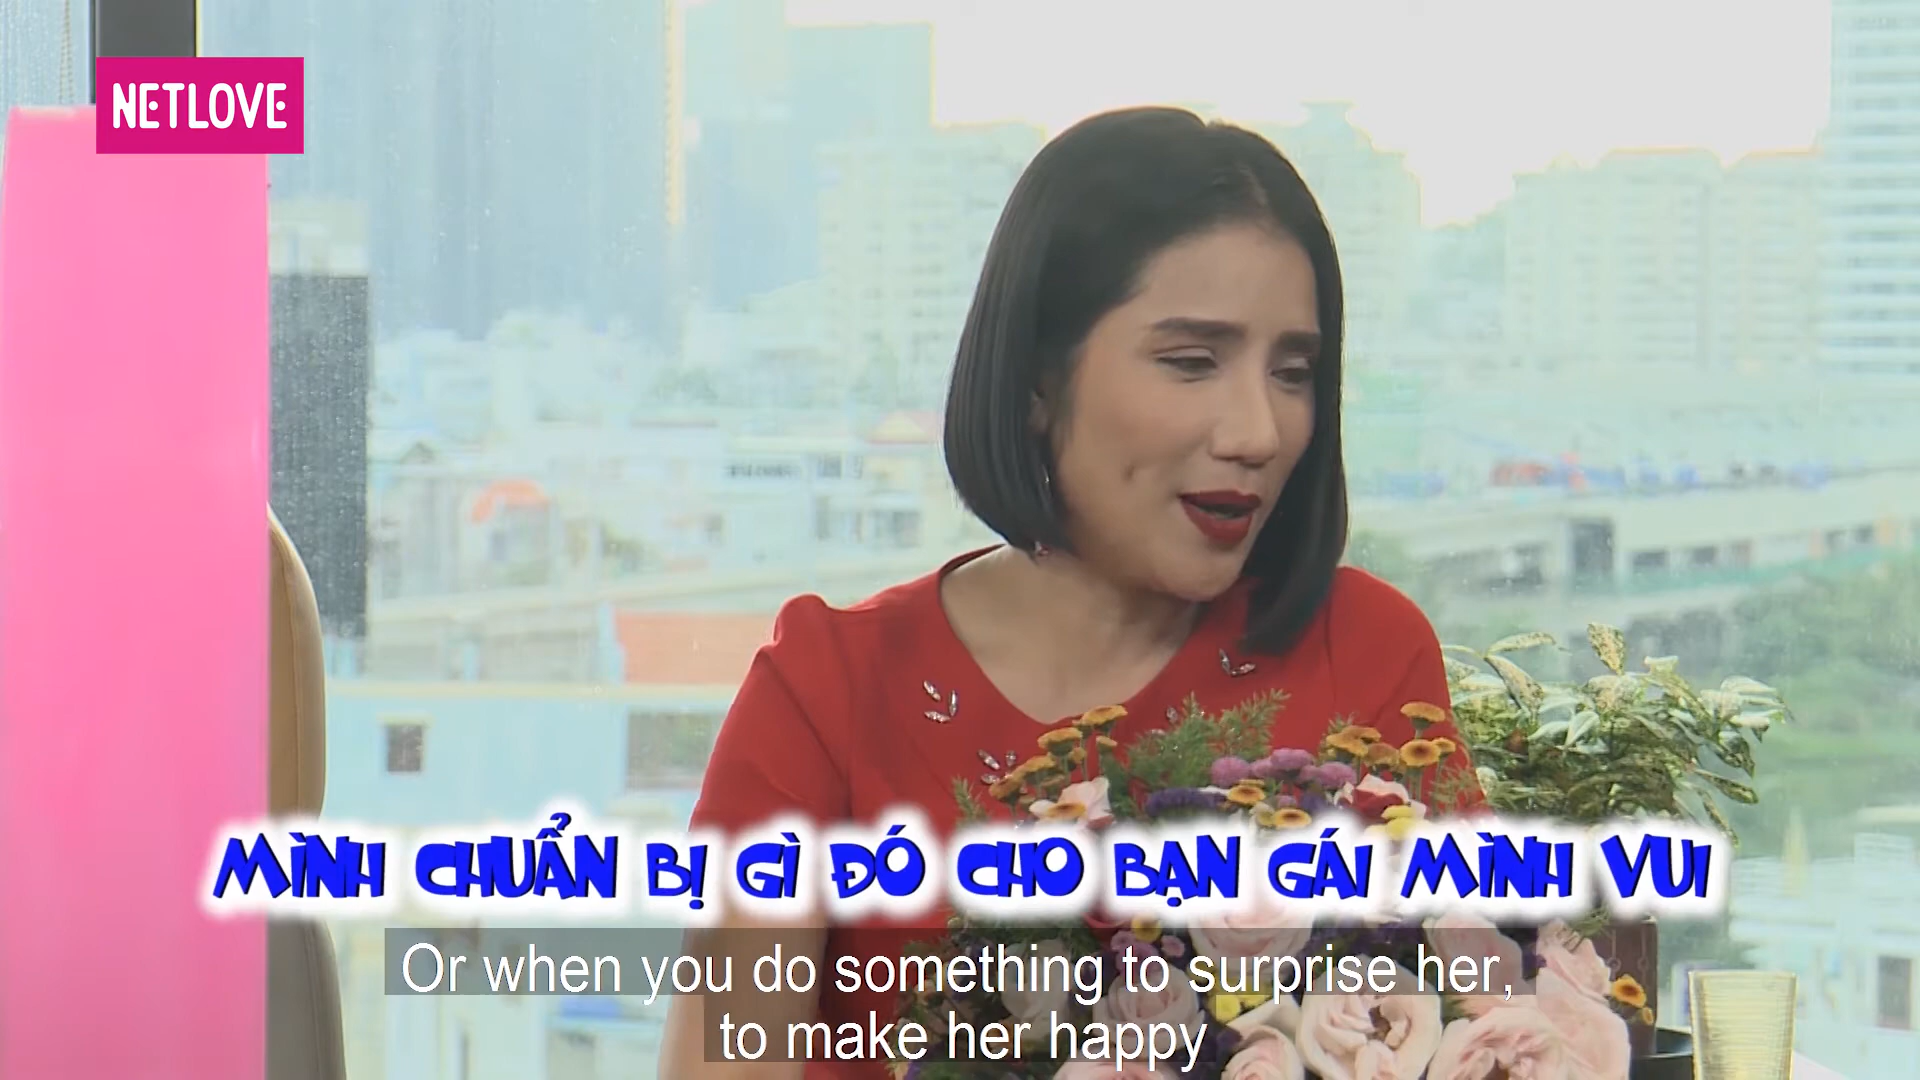 NETLOVE
MÌNH CHUẨN BỊ GÌ ĐÓ CHO BẠN GÁI MÌNH VUI
Or when you do something to surprise her,
to make her happy